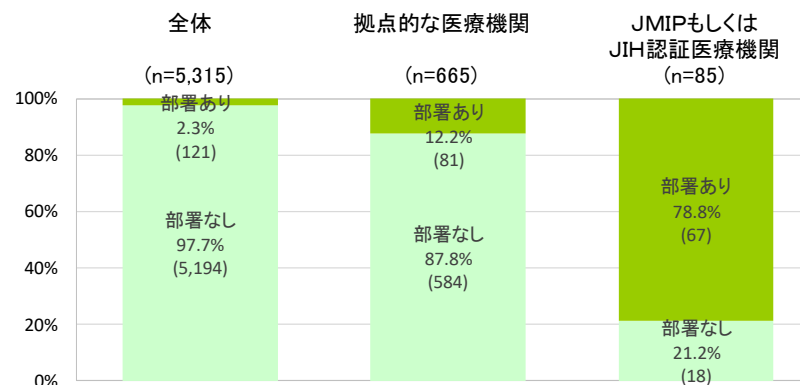 全体
(n=5,315)
拠点的な医療機関
(n=665)
JMIPもしくは
JIH認証医療機関
(n=85)
100%
80%
60%
40%
20%
0%
部署あり
2.3%
(121)
部署なし
97.7%
(5,194)
部署あり
12.2%
(81)
部署なし
87.8%
(584)
部署あり
78.8%
(67)
部署なし
21.2%
(18)